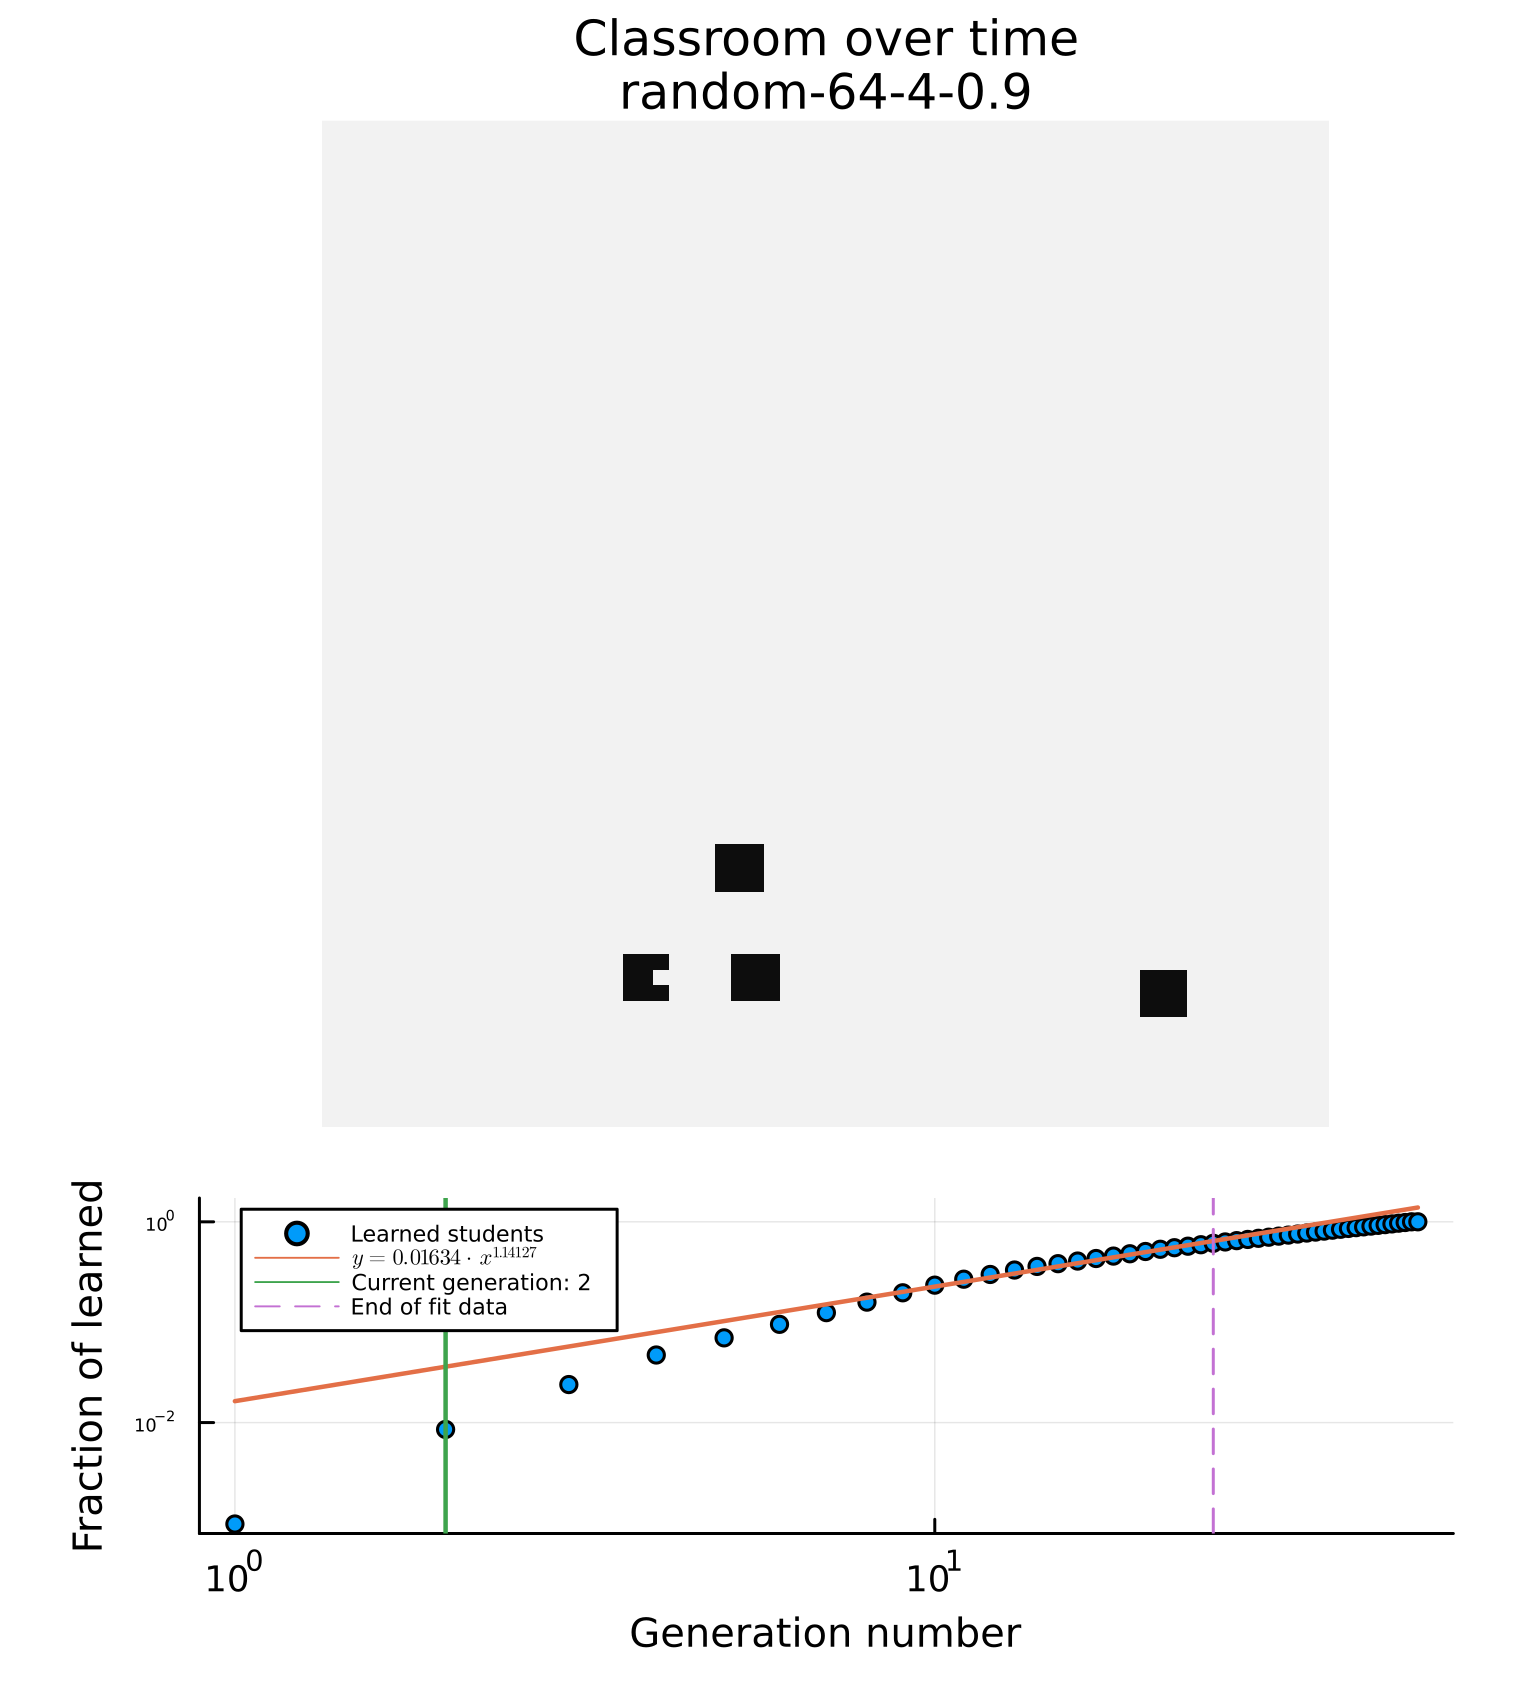 Classroom over time
random-64-4-0.9
Fraction of learned
10^0
10^-2
Learned students
y = 0.01634 · x^1.14127
Current generation: 2
End of fit data
10^0
10^1
Generation number